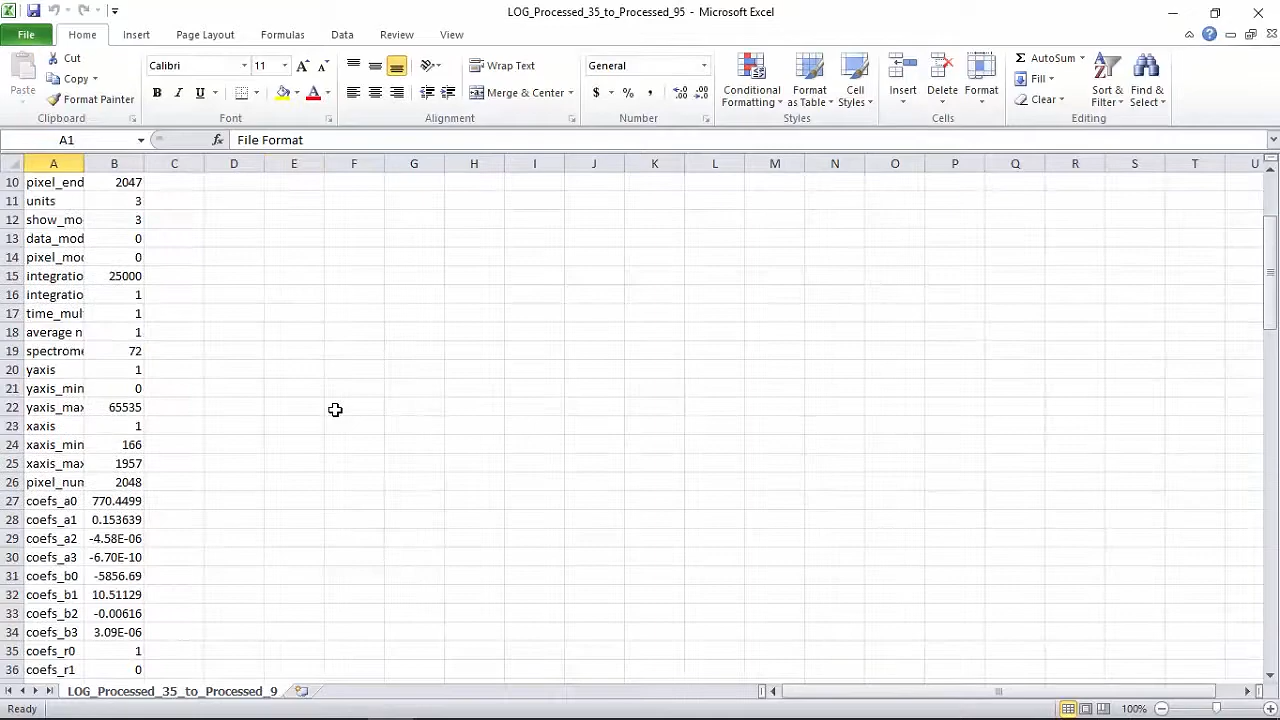 LOG_Processed_35_to_Processed_95 - Microsoft Excel
File Home Insert Page Layout Formulas Data Review View
Paste
Cut
Copy
Format Painter
Clipboard
Calibri 11
B I U
Font
Wrap Text
Merge & Center
Alignment
General
$ % ,
Number
Conditional Formatting
Format as Table
Cell Styles
Styles
Insert Delete Format
Cells
Σ AutoSum
Fill
Clear
Sort & Filter
Find & Select
Editing
A1 fx File Format
A B C D E F G H I J K L M N O P Q R S T U
10 pixel_end 2047
11 units 3
12 show_mo 3
13 data_mod 0
14 pixel_mo 0
15 integratio 25000
16 integratio 1
17 time_mul 1
18 average n 1
19 spectrome 72
20 yaxis 1
21 yaxis_min 0
22 yaxis_max 65535
23 xaxis 1
24 xaxis_min 166
25 xaxis_max 1957
26 pixel_num 2048
27 coefs_a0 770.4499
28 coefs_a1 0.153639
29 coefs_a2 -4.58E-06
30 coefs_a3 -6.70E-10
31 coefs_b0 -5856.69
32 coefs_b1 10.51129
33 coefs_b2 -0.00616
34 coefs_b3 3.09E-06
35 coefs_r0 1
36 coefs_r1 0
LOG_Processed_35_to_Processed_9
Ready 100%